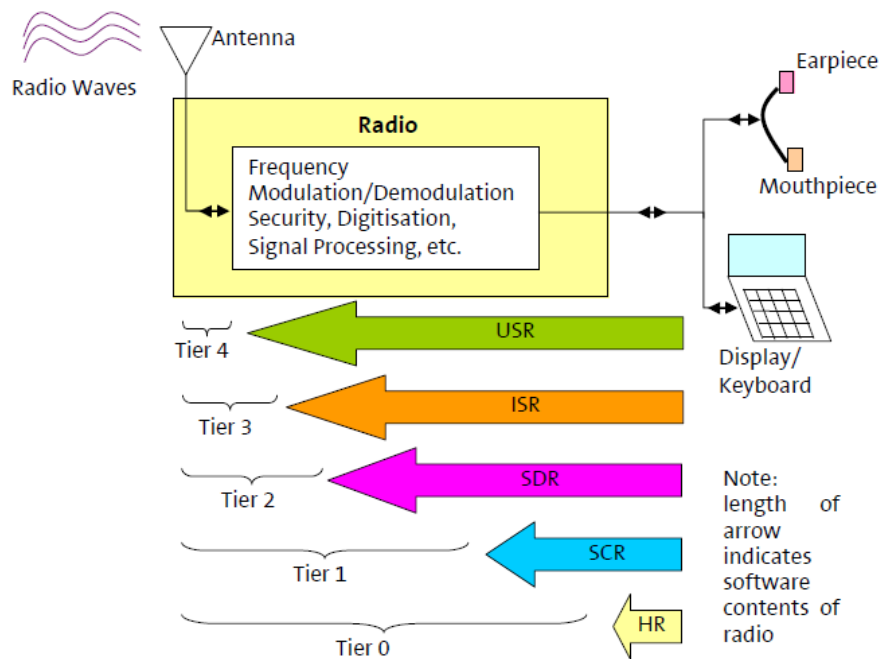 Antenna
Radio Waves
Earpiece
Mouthpiece
Radio
Frequency
Modulation/Demodulation
Security, Digitisation,
Signal Processing, etc.
Display/
Keyboard
USR
Tier 4
ISR
Tier 3
SDR
Tier 2
SCR
Tier 1
HR
Tier 0
Note:
length of
arrow
indicates
software
contents of
radio